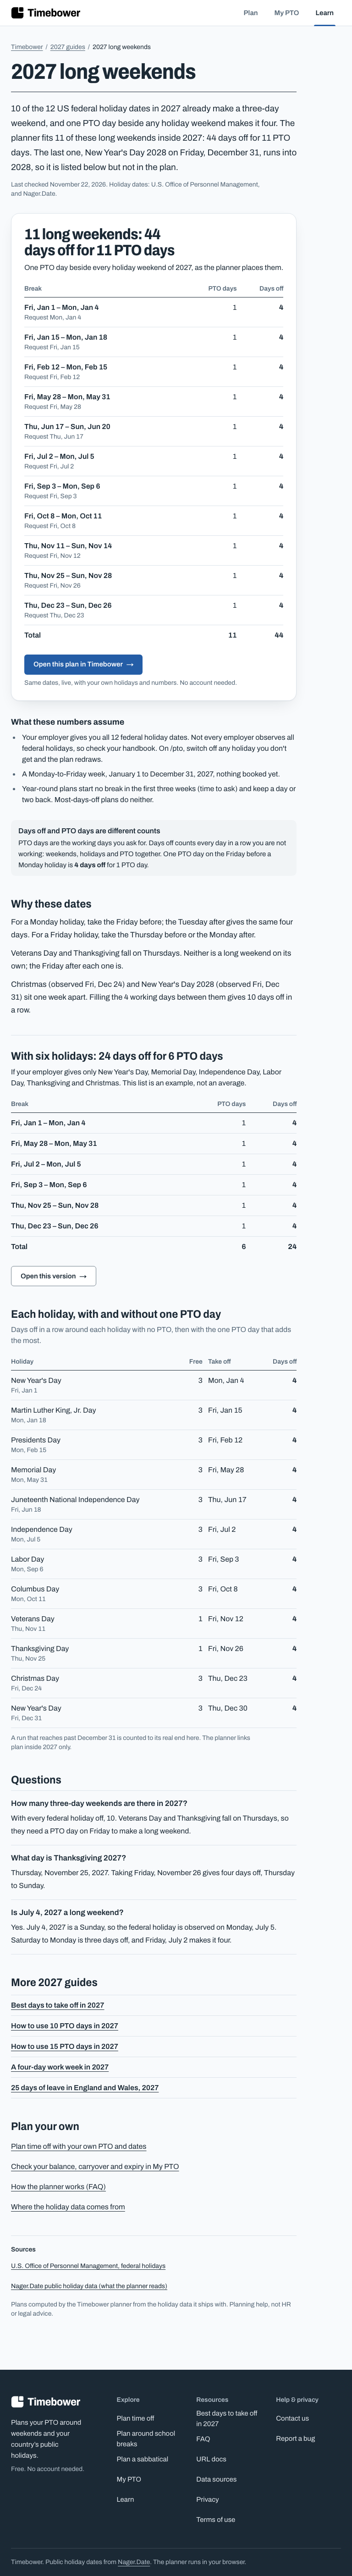 Timebower
Plan My PTO Learn
Timebower / 2027 guides / 2027 long weekends
2027 long weekends
10 of the 12 US federal holiday dates in 2027 already make a three-day
weekend, and one PTO day beside any holiday weekend makes it four. The
planner fits 11 of these long weekends inside 2027: 44 days off for 11 PTO
days. The last one, New Year's Day 2028 on Friday, December 31, runs into
2028, so it is listed below but not in the plan.
Last checked November 22, 2026. Holiday dates: U.S. Office of Personnel Management,
and Nager.Date.
11 long weekends: 44
days off for 11 PTO days
One PTO day beside every holiday weekend of 2027, as the planner places them.
Break PTO days Days off
Fri, Jan 1 – Mon, Jan 4 1 4
Request Mon, Jan 4
Fri, Jan 15 – Mon, Jan 18 1 4
Request Fri, Jan 15
Fri, Feb 12 – Mon, Feb 15 1 4
Request Fri, Feb 12
Fri, May 28 – Mon, May 31 1 4
Request Fri, May 28
Thu, Jun 17 – Sun, Jun 20 1 4
Request Thu, Jun 17
Fri, Jul 2 – Mon, Jul 5 1 4
Request Fri, Jul 2
Fri, Sep 3 – Mon, Sep 6 1 4
Request Fri, Sep 3
Fri, Oct 8 – Mon, Oct 11 1 4
Request Fri, Oct 8
Thu, Nov 11 – Sun, Nov 14 1 4
Request Fri, Nov 12
Thu, Nov 25 – Sun, Nov 28 1 4
Request Fri, Nov 26
Thu, Dec 23 – Sun, Dec 26 1 4
Request Thu, Dec 23
Total 11 44
Open this plan in Timebower →
Same dates, live, with your own holidays and numbers. No account needed.
What these numbers assume
• Your employer gives you all 12 federal holiday dates. Not every employer observes all
federal holidays, so check your handbook. On /pto, switch off any holiday you don't
get and the plan redraws.
• A Monday-to-Friday week, January 1 to December 31, 2027, nothing booked yet.
• Year-round plans start no break in the first three weeks (time to ask) and keep a day or
two back. Most-days-off plans do neither.
Days off and PTO days are different counts
PTO days are the working days you ask for. Days off counts every day in a row you are not
working: weekends, holidays and PTO together. One PTO day on the Friday before a
Monday holiday is 4 days off for 1 PTO day.
Why these dates
For a Monday holiday, take the Friday before; the Tuesday after gives the same four
days. For a Friday holiday, take the Thursday before or the Monday after.
Veterans Day and Thanksgiving fall on Thursdays. Neither is a long weekend on its
own; the Friday after each one is.
Christmas (observed Fri, Dec 24) and New Year's Day 2028 (observed Fri, Dec
31) sit one week apart. Filling the 4 working days between them gives 10 days off in
a row.
With six holidays: 24 days off for 6 PTO days
If your employer gives only New Year's Day, Memorial Day, Independence Day, Labor
Day, Thanksgiving and Christmas. This list is an example, not an average.
Break PTO days Days off
Fri, Jan 1 – Mon, Jan 4 1 4
Fri, May 28 – Mon, May 31 1 4
Fri, Jul 2 – Mon, Jul 5 1 4
Fri, Sep 3 – Mon, Sep 6 1 4
Thu, Nov 25 – Sun, Nov 28 1 4
Thu, Dec 23 – Sun, Dec 26 1 4
Total 6 24
Open this version →
Each holiday, with and without one PTO day
Days off in a row around each holiday with no PTO, then with the one PTO day that adds
the most.
Holiday Free Take off Days off
New Year's Day 3 Mon, Jan 4 4
Fri, Jan 1
Martin Luther King, Jr. Day 3 Fri, Jan 15 4
Mon, Jan 18
Presidents Day 3 Fri, Feb 12 4
Mon, Feb 15
Memorial Day 3 Fri, May 28 4
Mon, May 31
Juneteenth National Independence Day 3 Thu, Jun 17 4
Fri, Jun 18
Independence Day 3 Fri, Jul 2 4
Mon, Jul 5
Labor Day 3 Fri, Sep 3 4
Mon, Sep 6
Columbus Day 3 Fri, Oct 8 4
Mon, Oct 11
Veterans Day 1 Fri, Nov 12 4
Thu, Nov 11
Thanksgiving Day 1 Fri, Nov 26 4
Thu, Nov 25
Christmas Day 3 Thu, Dec 23 4
Fri, Dec 24
New Year's Day 3 Thu, Dec 30 4
Fri, Dec 31
A run that reaches past December 31 is counted to its real end here. The planner links
plan inside 2027 only.
Questions
How many three-day weekends are there in 2027?
With every federal holiday off, 10. Veterans Day and Thanksgiving fall on Thursdays, so
they need a PTO day on Friday to make a long weekend.
What day is Thanksgiving 2027?
Thursday, November 25, 2027. Taking Friday, November 26 gives four days off, Thursday
to Sunday.
Is July 4, 2027 a long weekend?
Yes. July 4, 2027 is a Sunday, so the federal holiday is observed on Monday, July 5.
Saturday to Monday is three days off, and Friday, July 2 makes it four.
More 2027 guides
Best days to take off in 2027
How to use 10 PTO days in 2027
How to use 15 PTO days in 2027
A four-day work week in 2027
25 days of leave in England and Wales, 2027
Plan your own
Plan time off with your own PTO and dates
Check your balance, carryover and expiry in My PTO
How the planner works (FAQ)
Where the holiday data comes from
Sources
U.S. Office of Personnel Management, federal holidays
Nager.Date public holiday data (what the planner reads)
Plans computed by the Timebower planner from the holiday data it ships with. Planning help, not HR
or legal advice.
Timebower
Plans your PTO around
weekends and your
country's public
holidays.
Free. No account needed.
Explore
Plan time off
Plan around school
breaks
Plan a sabbatical
My PTO
Learn
Resources
Best days to take off
in 2027
FAQ
URL docs
Data sources
Privacy
Terms of use
Help & privacy
Contact us
Report a bug
Timebower. Public holiday dates from Nager.Date. The planner runs in your browser.